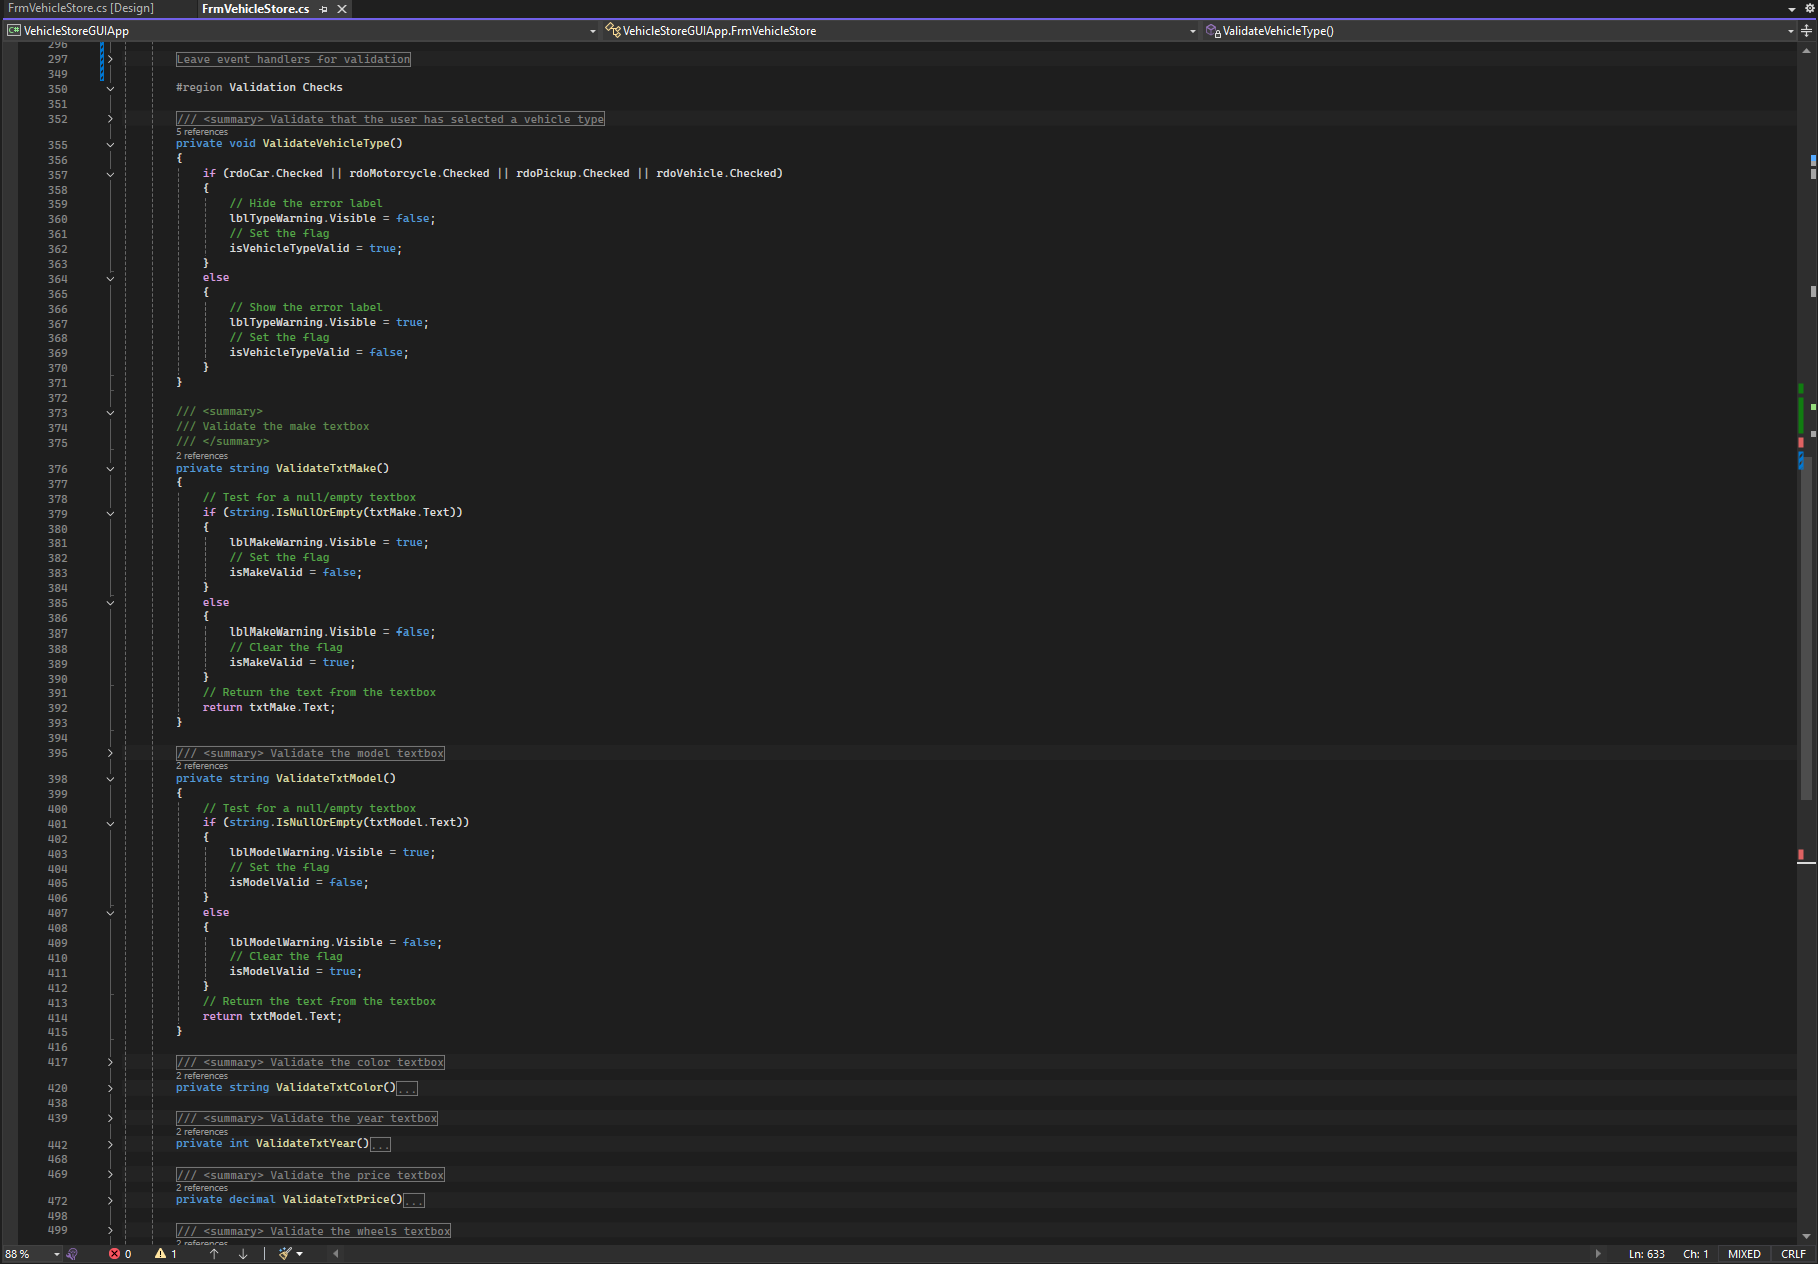 FrmVehicleStore.cs [Design]
FrmVehicleStore.cs
C# VehicleStoreGUIApp
VehicleStoreGUIApp.FrmVehicleStore
ValidateVehicleType()
296
297 Leave event handlers for validation
349
350 #region Validation Checks
351
352 /// <summary> Validate that the user has selected a vehicle type
5 references
355 private void ValidateVehicleType()
356 {
357 if (rdoCar.Checked || rdoMotorcycle.Checked || rdoPickup.Checked || rdoVehicle.Checked)
358 {
359 // Hide the error label
360 lblTypeWarning.Visible = false;
361 // Set the flag
362 isVehicleTypeValid = true;
363 }
364 else
365 {
366 // Show the error label
367 lblTypeWarning.Visible = true;
368 // Set the flag
369 isVehicleTypeValid = false;
370 }
371 }
372
373 /// <summary>
374 /// Validate the make textbox
375 /// </summary>
2 references
376 private string ValidateTxtMake()
377 {
378 // Test for a null/empty textbox
379 if (string.IsNullOrEmpty(txtMake.Text))
380 {
381 lblMakeWarning.Visible = true;
382 // Set the flag
383 isMakeValid = false;
384 }
385 else
386 {
387 lblMakeWarning.Visible = false;
388 // Clear the flag
389 isMakeValid = true;
390 }
391 // Return the text from the textbox
392 return txtMake.Text;
393 }
394
395 /// <summary> Validate the model textbox
2 references
398 private string ValidateTxtModel()
399 {
400 // Test for a null/empty textbox
401 if (string.IsNullOrEmpty(txtModel.Text))
402 {
403 lblModelWarning.Visible = true;
404 // Set the flag
405 isModelValid = false;
406 }
407 else
408 {
409 lblModelWarning.Visible = false;
410 // Clear the flag
411 isModelValid = true;
412 }
413 // Return the text from the textbox
414 return txtModel.Text;
415 }
416
417 /// <summary> Validate the color textbox
2 references
420 private string ValidateTxtColor()...
438
439 /// <summary> Validate the year textbox
2 references
442 private int ValidateTxtYear()...
468
469 /// <summary> Validate the price textbox
2 references
472 private decimal ValidateTxtPrice()...
498
499 /// <summary> Validate the wheels textbox
2 references
88 % 0 1 Ln: 633 Ch: 1 MIXED CRLF